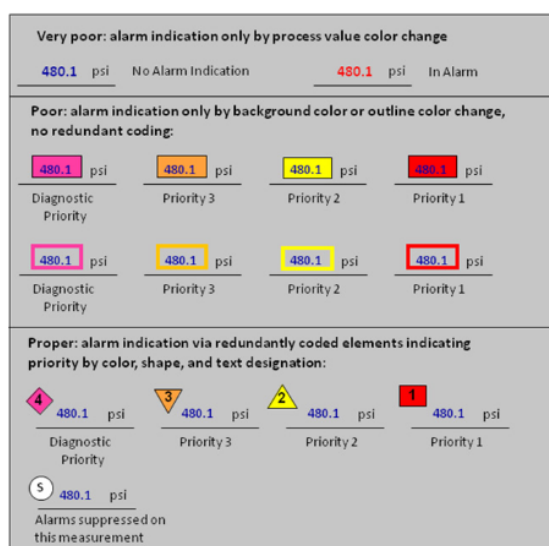 Very poor: alarm indication only by process value color change
480.1 psi No Alarm Indication 480.1 psi In Alarm
Poor: alarm indication only by background color or outline color change,
no redundant coding:
480.1 psi 480.1 psi 480.1 psi 480.1 psi
Diagnostic Priority 3 Priority 2 Priority 1
Priority
480.1 psi 480.1 psi 480.1 psi 480.1 psi
Diagnostic Priority 3 Priority 2 Priority 1
Priority
Proper: alarm indication via redundantly coded elements indicating
priority by color, shape, and text designation:
4 3 2 1
480.1 psi 480.1 psi 480.1 psi 480.1 psi
Diagnostic Priority 3 Priority 2 Priority 1
Priority
S 480.1 psi
Alarms suppressed on
this measurement